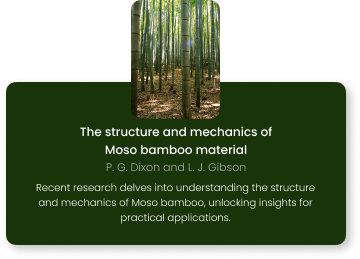 The structure and mechanics of
Moso bamboo material
P. G. Dixon and L. J. Gibson
Recent research delves into understanding the structure
and mechanics of Moso bamboo, unlocking insights for
practical applications.